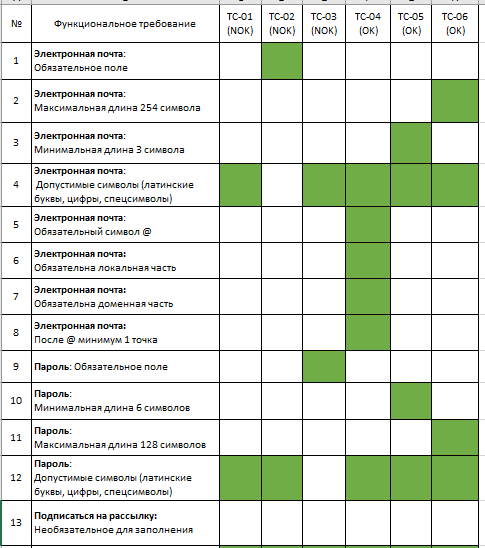 № Функциональное требование TC-01 TC-02 TC-03 TC-04 TC-05 TC-06
(NOK) (NOK) (NOK) (OK) (OK) (OK)
1 Электронная почта:
Обязательное поле
2 Электронная почта:
Максимальная длина 254 символа
3 Электронная почта:
Минимальная длина 3 символа
4 Электронная почта:
Допустимые символы (латинские
буквы, цифры, спецсимволы)
5 Электронная почта:
Обязательный символ @
6 Электронная почта:
Обязательна локальная часть
7 Электронная почта:
Обязательна доменная часть
8 Электронная почта:
После @ минимум 1 точка
9 Пароль: Обязательное поле
10 Пароль:
Минимальная длина 6 символов
11 Пароль:
Максимальная длина 128 символов
12 Пароль:
Допустимые символы (латинские
буквы, цифры, спецсимволы)
13 Подписаться на рассылку:
Необязательное для заполнения